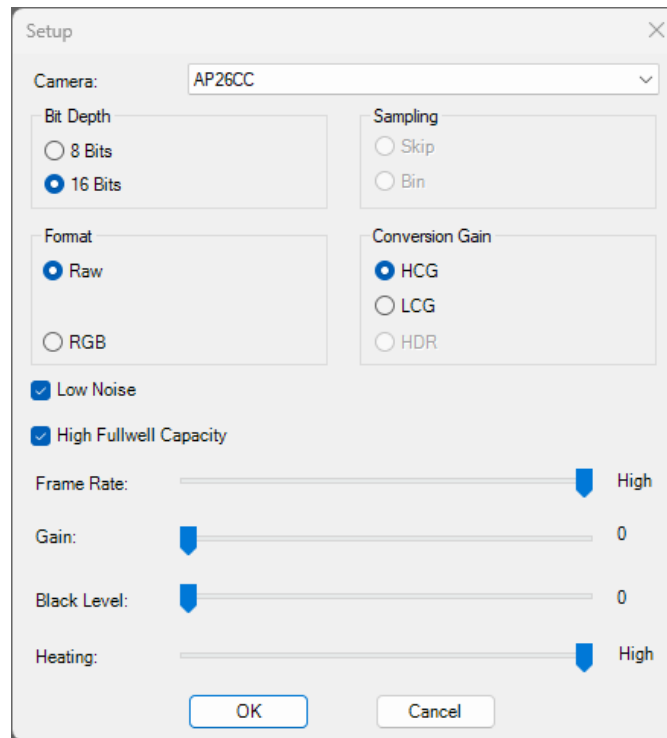 Setup
Camera: AP26CC
Bit Depth
8 Bits
16 Bits
Sampling
Skip
Bin
Format
Raw
RGB
Conversion Gain
HCG
LCG
HDR
Low Noise
High Fullwell Capacity
Frame Rate: High
Gain: 0
Black Level: 0
Heating: High
OK Cancel